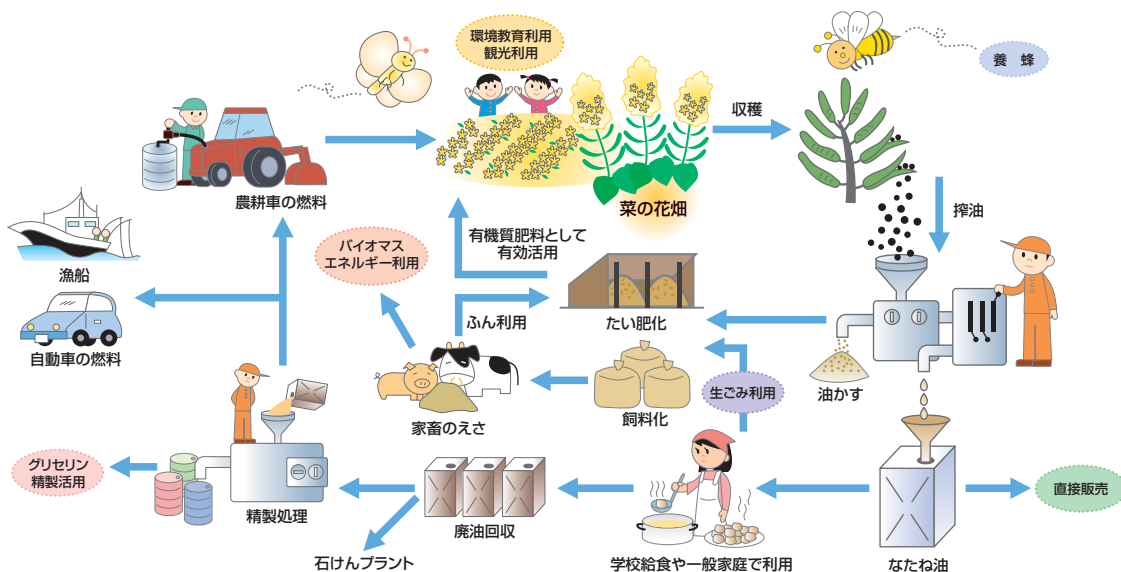 環境教育利用
観光利用
養 蜂
収穫
農耕車の燃料
菜の花畑
搾油
有機質肥料として
有効活用
バイオマス
エネルギー利用
漁船
ふん利用
たい肥化
自動車の燃料
油かす
生ごみ利用
飼料化
家畜のえさ
グリセリン
精製活用
直接販売
精製処理
廃油回収
石けんプラント
学校給食や一般家庭で利用
なたね油